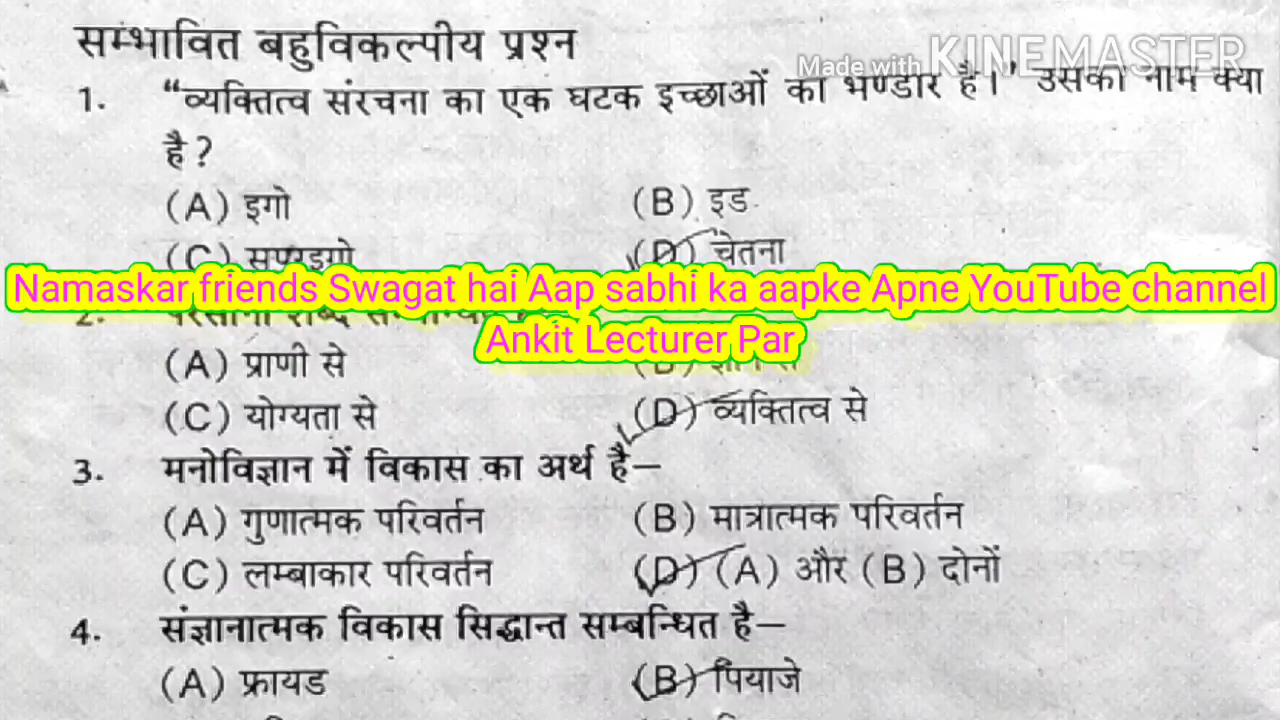 सम्भावित बहुविकल्पीय प्रश्न
Made with KINEMASTER
1. “व्यक्तित्व संरचना का एक घटक इच्छाओं का भण्डार है।” उसका नाम क्या
है?
(A) इगो (B) इड
(C) सुपरइगो (D) चेतना
Namaskar friends Swagat hai Aap sabhi ka aapke Apne YouTube channel
Ankit Lecturer Par
2.
(A) प्राणी से
(C) योग्यता से (D) व्यक्तित्व से
3. मनोविज्ञान में विकास का अर्थ है–
(A) गुणात्मक परिवर्तन (B) मात्रात्मक परिवर्तन
(C) लम्बाकार परिवर्तन (D) (A) और (B) दोनों
4. संज्ञानात्मक विकास सिद्धान्त सम्बन्धित है–
(A) फ्रायड (B) पियाजे